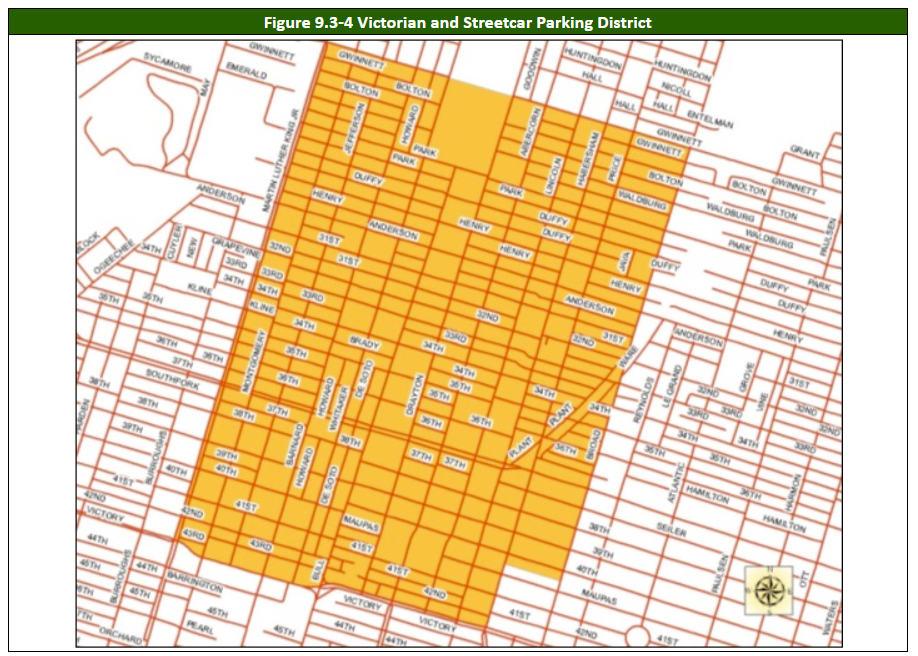 Figure 9.3-4 Victorian and Streetcar Parking District
GWINNETT
GWINNETT
GOODWIN
HUNTINGDON
HUNTINGDON
SYCAMORE
MAY
EMERALD
BOLTON
BOLTON
HALL
NICOLL
HALL
HALL
ENTELMAN
MARTIN LUTHER KING JR
JEFFERSON
HOWARD
PARK
PARK
ABERCORN
LINCOLN
HABERSHAM
PRICE
GWINNETT
GWINNETT
GRANT
DUFFY
PARK
BOLTON
BOLTON
GWINNETT
ANDERSON
HENRY
WALDBURG
WALDBURG
BOLTON
WALDBURG
PAULSEN
ANDERSON
HENRY
DUFFY
DUFFY
PARK
OGEECHEE
34TH
CUYLER
NEW
GRAPEVINE
32ND
31ST
31ST
HENRY
JAVA
DUFFY
DUFFY
PARK
33RD
34TH
33RD
34TH
33RD
HENRY
DUFFY
KLINE
KLINE
ANDERSON
35TH
34TH
32ND
31ST
32ND
ANDERSON
HENRY
36TH
36TH
37TH
MONTGOMERY
35TH
BRADY
33RD
34TH
WARE
SOUTHFORK
36TH
HOWARD
WHITAKER
DE SOTO
DRAYTON
34TH
35TH
35TH
34TH
34TH
REYNOLDS
LE GRAND
GROVE
VINE
31ST
32ND
33RD
32ND
32ND
33RD
38TH
38TH
38TH
37TH
36TH
36TH
PLANT
PLANT
36TH
BROAD
34TH
34TH
33RD
39TH
BURROUGHS
BARNARD
HOWARD
38TH
37TH
37TH
35TH
35TH
39TH
40TH
40TH
DE SOTO
ATLANTIC
HAMILTON
36TH
HARMON
HAMILTON
41ST
42ND
VICTORY
41ST
42ND
MAUPAS
38TH
SEILER
44TH
43RD
43RD
41ST
39TH
45TH
BURROUGHS
44TH
BARRINGTON
BULL
41ST
42ND
40TH
MAUPAS
PAULSEN
OTT
45TH
45TH
PEARL
VICTORY
VICTORY
41ST
WATERS
ORCHARD
45TH
44TH
44TH
42ND
41ST